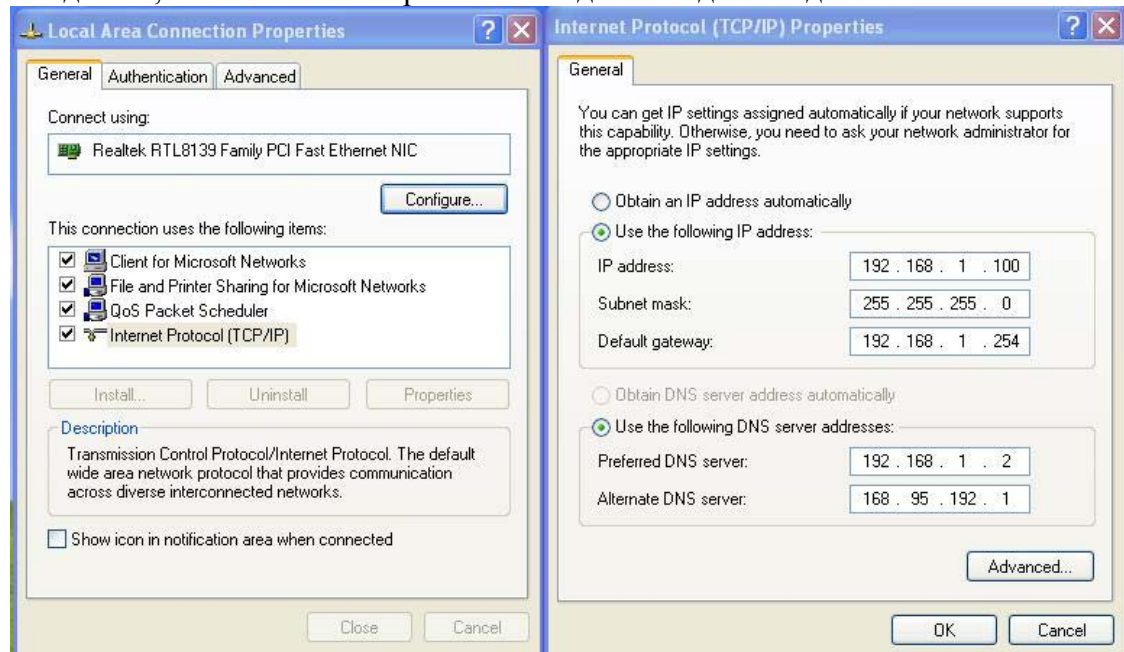 Local Area Connection Properties
General Authentication Advanced
Connect using:
Realtek RTL8139 Family PCI Fast Ethernet NIC
Configure...
This connection uses the following items:
Client for Microsoft Networks
File and Printer Sharing for Microsoft Networks
QoS Packet Scheduler
Internet Protocol (TCP/IP)
Install... Uninstall Properties
Description
Transmission Control Protocol/Internet Protocol. The default
wide area network protocol that provides communication
across diverse interconnected networks.
Show icon in notification area when connected
Close Cancel
Internet Protocol (TCP/IP) Properties
General
You can get IP settings assigned automatically if your network supports
this capability. Otherwise, you need to ask your network administrator for
the appropriate IP settings.
Obtain an IP address automatically
Use the following IP address:
IP address: 192 . 168 . 1 . 100
Subnet mask: 255 . 255 . 255 . 0
Default gateway: 192 . 168 . 1 . 254
Obtain DNS server address automatically
Use the following DNS server addresses:
Preferred DNS server: 192 . 168 . 1 . 2
Alternate DNS server: 168 . 95 . 192 . 1
Advanced...
OK Cancel